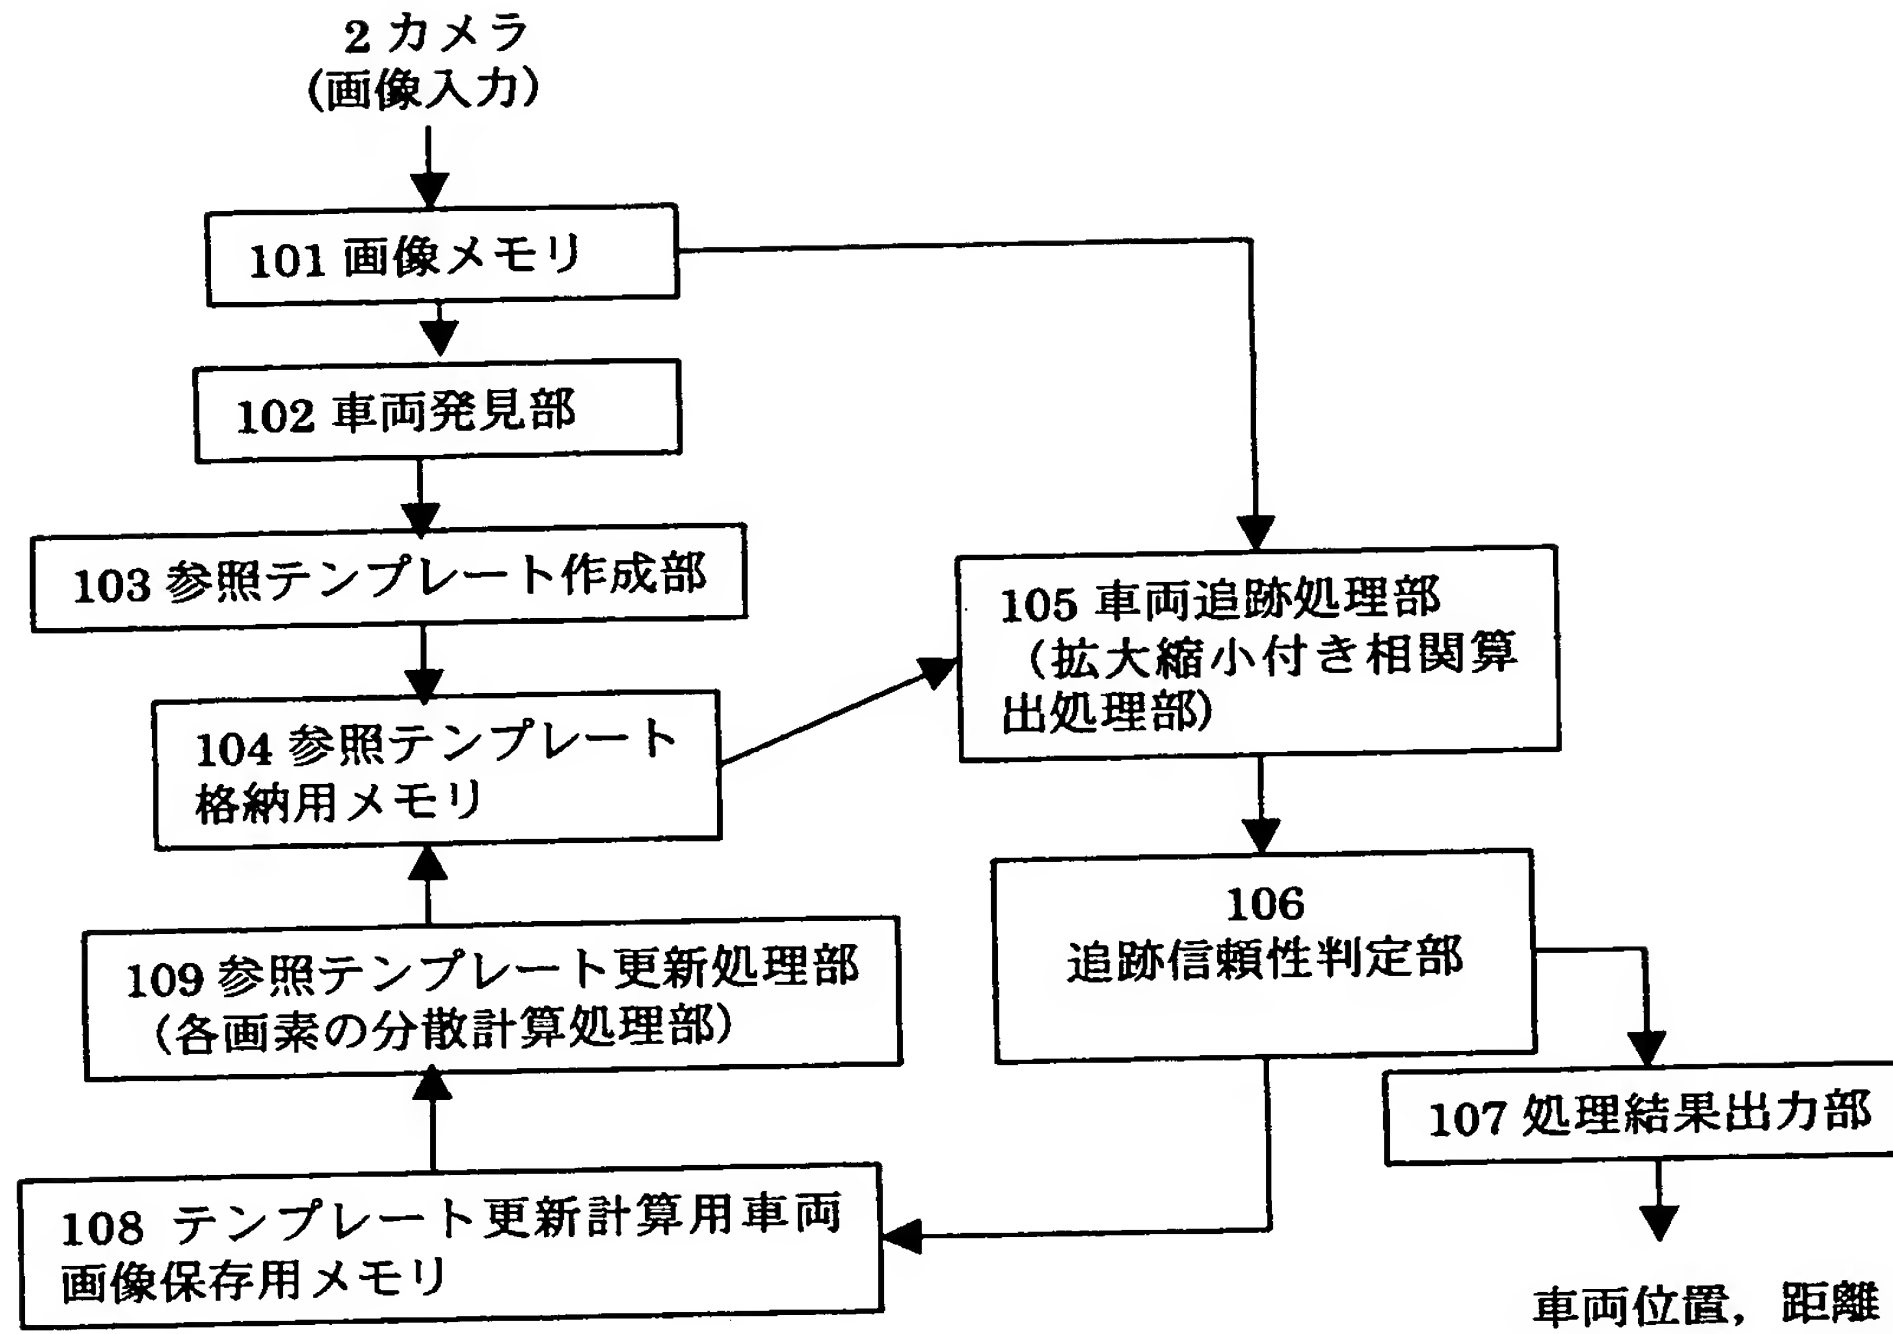 2 カメラ
(画像入力)
101 画像メモリ
102 車両発見部
103 参照テンプレート作成部
104 参照テンプレート
格納用メモリ
105 車両追跡処理部
（拡大縮小付き相関算
出処理部)
106
追跡信頼性判定部
107 処理結果出力部
109 参照テンプレート更新処理部
（各画素の分散計算処理部)
108 テンプレート更新計算用車両
画像保存用メモリ
車両位置，距離